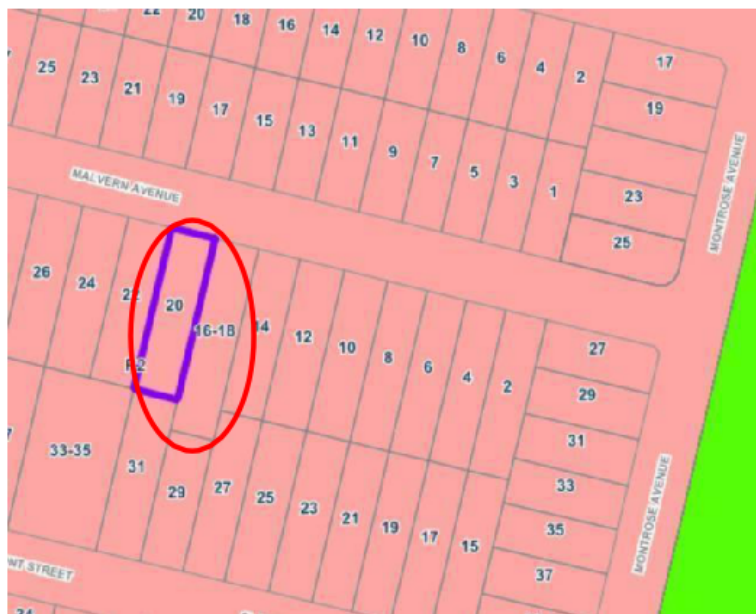 22 20 18 16 14 12 10 8 6 4 2 17
25 23 21 19 17 15 13 11 9 7 5 3 1 19
23
25
MALVERN AVENUE
MONTROSE AVENUE
26 24 22 20 16-18 14 12 10 8 6 4 2 27
R2
29
31
33-35 31 29 27 25 23 21 19 17 15 33
35
37
MONTROSE AVENUE
NT STREET